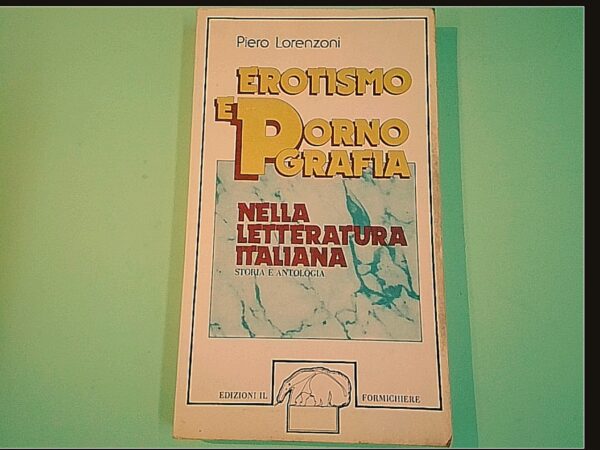 Piero Lorenzoni
EROTISMO
E PORNO
GRAFIA
NELLA
LETTERATURA
ITALIANA
STORIA E ANTOLOGIA
EDIZIONI IL FORMICHIERE